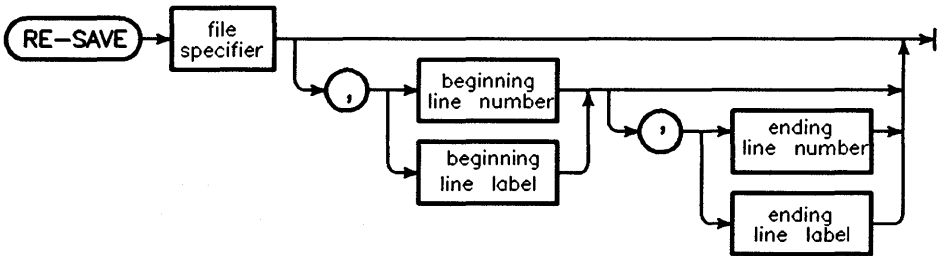 RE-SAVE
file
specifier
,
beginning
line number
beginning
line label
,
ending
line number
ending
line label